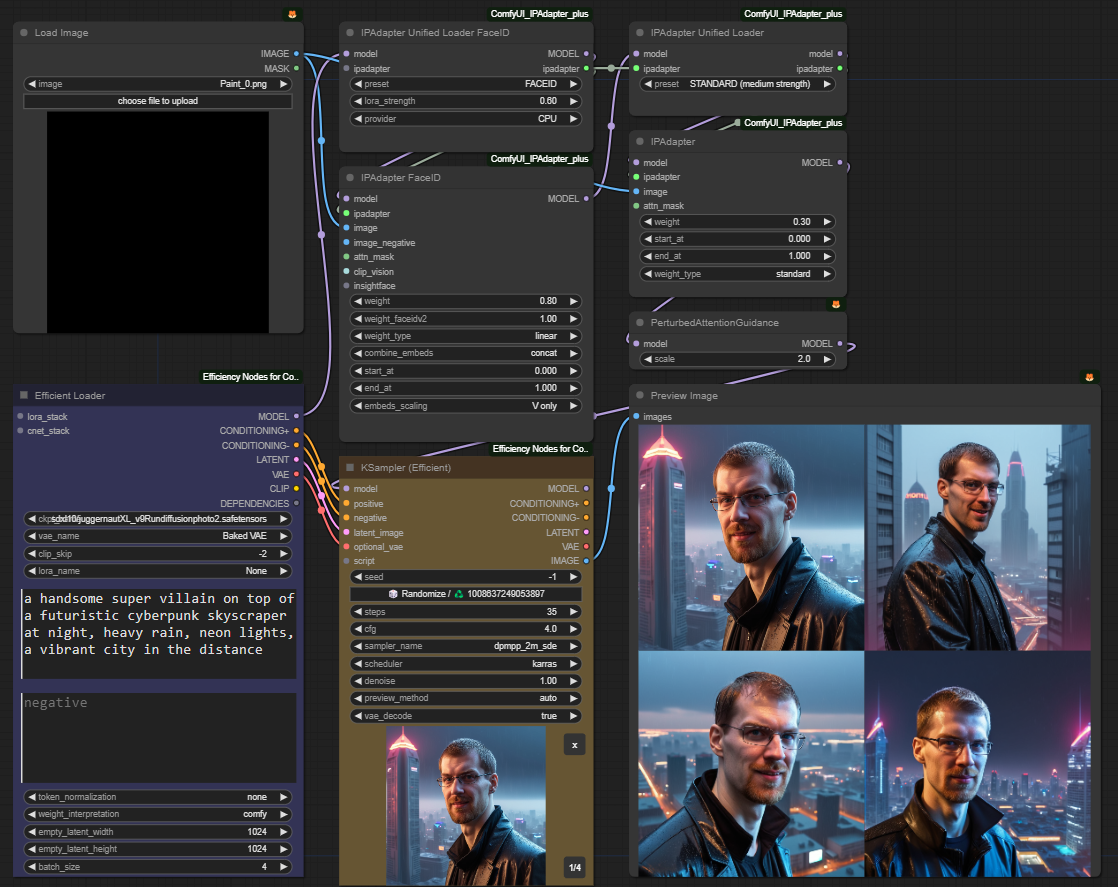 Load Image
IMAGE
MASK
image Paint_0.png
choose file to upload
ComfyUI_IPAdapter_plus
IPAdapter Unified Loader FaceID
model MODEL
ipadapter ipadapter
preset FACEID
lora_strength 0.60
provider CPU
ComfyUI_IPAdapter_plus
IPAdapter Unified Loader
model model
ipadapter ipadapter
preset STANDARD (medium strength)
ComfyUI_IPAdapter_plus
IPAdapter FaceID
model MODEL
ipadapter
image
image_negative
attn_mask
clip_vision
insightface
weight 0.80
weight_faceidv2 1.00
weight_type linear
combine_embeds concat
start_at 0.000
end_at 1.000
embeds_scaling V only
ComfyUI_IPAdapter_plus
IPAdapter
model MODEL
ipadapter
image
attn_mask
weight 0.30
start_at 0.000
end_at 1.000
weight_type standard
PerturbedAttentionGuidance
model MODEL
scale 2.0
Efficiency Nodes for Co..
Efficient Loader
lora_stack MODEL
cnet_stack CONDITIONING+
CONDITIONING-
LATENT
VAE
CLIP
DEPENDENCIES
sdxl10/juggernautXL_v9Rundiffusionphoto2.safetensors
vae_name Baked VAE
clip_skip -2
lora_name None
a handsome super villain on top of
a futuristic cyberpunk skyscraper
at night, heavy rain, neon lights,
a vibrant city in the distance
negative
token_normalization none
weight_interpretation comfy
empty_latent_width 1024
empty_latent_height 1024
batch_size 4
Efficiency Nodes for Co..
KSampler (Efficient)
model MODEL
positive CONDITIONING+
negative CONDITIONING-
latent_image LATENT
optional_vae VAE
script IMAGE
seed -1
Randomize / 1008637249053897
steps 35
cfg 4.0
sampler_name dpmpp_2m_sde
scheduler karras
denoise 1.00
preview_method auto
vae_decode true
x
1/4
Preview Image
images